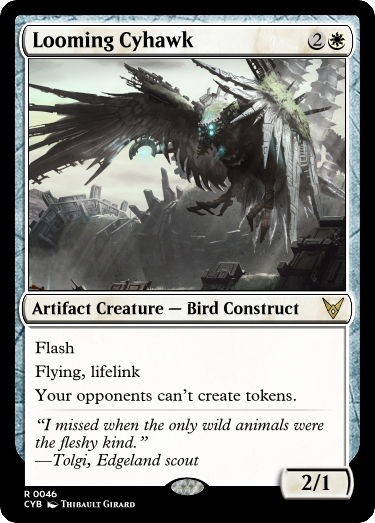 Looming Cyhawk 2
Artifact Creature — Bird Construct
Flash
Flying, lifelink
Your opponents can't create tokens.
“I missed when the only wild animals were
the fleshy kind.”
—Tolgi, Edgeland scout
2/1
R 0046
CYB Thibault Girard